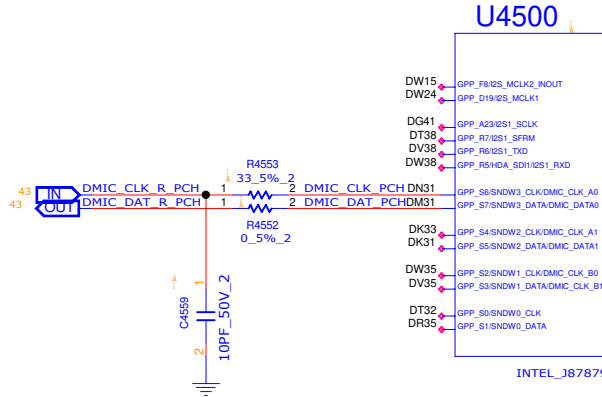 U4500
DW15 GPP_F8/I2S_MCLK2_INOUT
DW24 GPP_D19/I2S_MCLK1
DG41 GPP_A23/I2S1_SCLK
DT38 GPP_R7/I2S1_SFRM
DV38 GPP_R6/I2S1_TXD
DW38 GPP_R5/HDA_SDI1/I2S1_RXD
R4553
33_5%_2
43 IN DMIC_CLK_R_PCH 1 2 DMIC_CLK_PCH DN31 GPP_S6/SNDW3_CLK/DMIC_CLK_A0
43 OUT DMIC_DAT_R_PCH 1 2 DMIC_DAT_PCH DM31 GPP_S7/SNDW3_DATA/DMIC_DATA0
R4552
0_5%_2
DK33 GPP_S4/SNDW2_CLK/DMIC_CLK_A1
DK31 GPP_S5/SNDW2_DATA/DMIC_DATA1
DW35 GPP_S2/SNDW1_CLK/DMIC_CLK_B0
DV35 GPP_S3/SNDW1_DATA/DMIC_CLK_B1
DT32 GPP_S0/SNDW0_CLK
DR35 GPP_S1/SNDW0_DATA
1
C4559
10PF_50V_2
2
INTEL_J87879